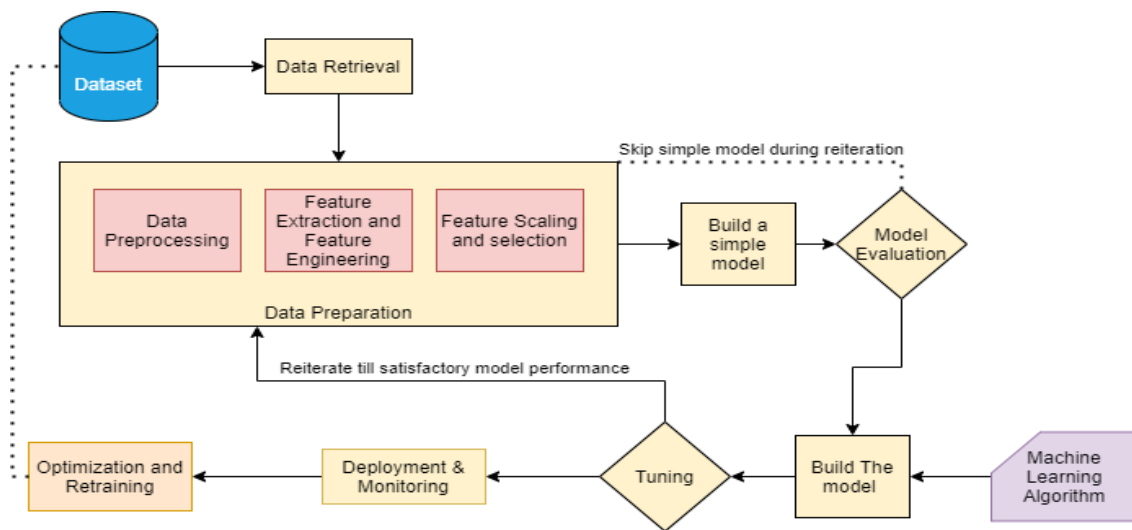 Dataset
Data Retrieval
Skip simple model during reiteration
Data
Preprocessing
Feature
Extraction and
Feature
Engineering
Feature Scaling
and selection
Build a
simple
model
Model
Evaluation
Data Preparation
Reiterate till satisfactory model performance
Optimization and
Retraining
Deployment &
Monitoring
Tuning
Build The
model
Machine
Learning
Algorithm